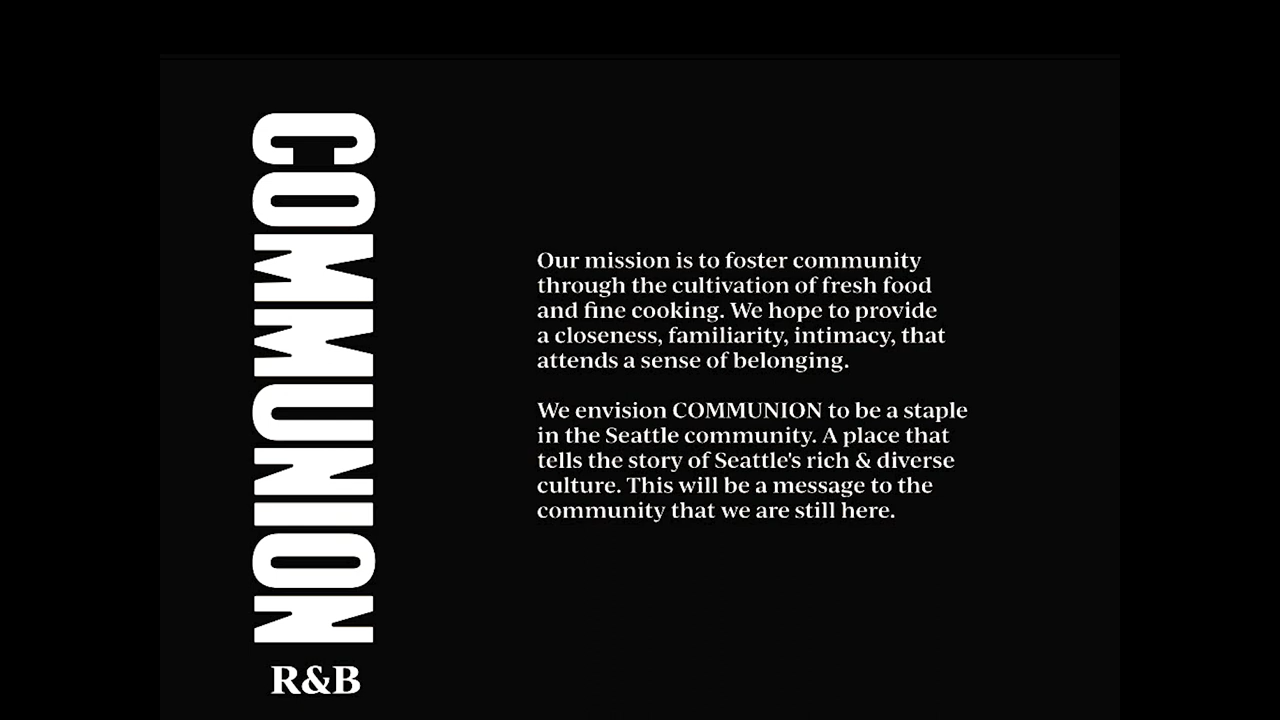 COMMUNION
R&B
Our mission is to foster community
through the cultivation of fresh food
and fine cooking. We hope to provide
a closeness, familiarity, intimacy, that
attends a sense of belonging.
We envision COMMUNION to be a staple
in the Seattle community. A place that
tells the story of Seattle's rich & diverse
culture. This will be a message to the
community that we are still here.